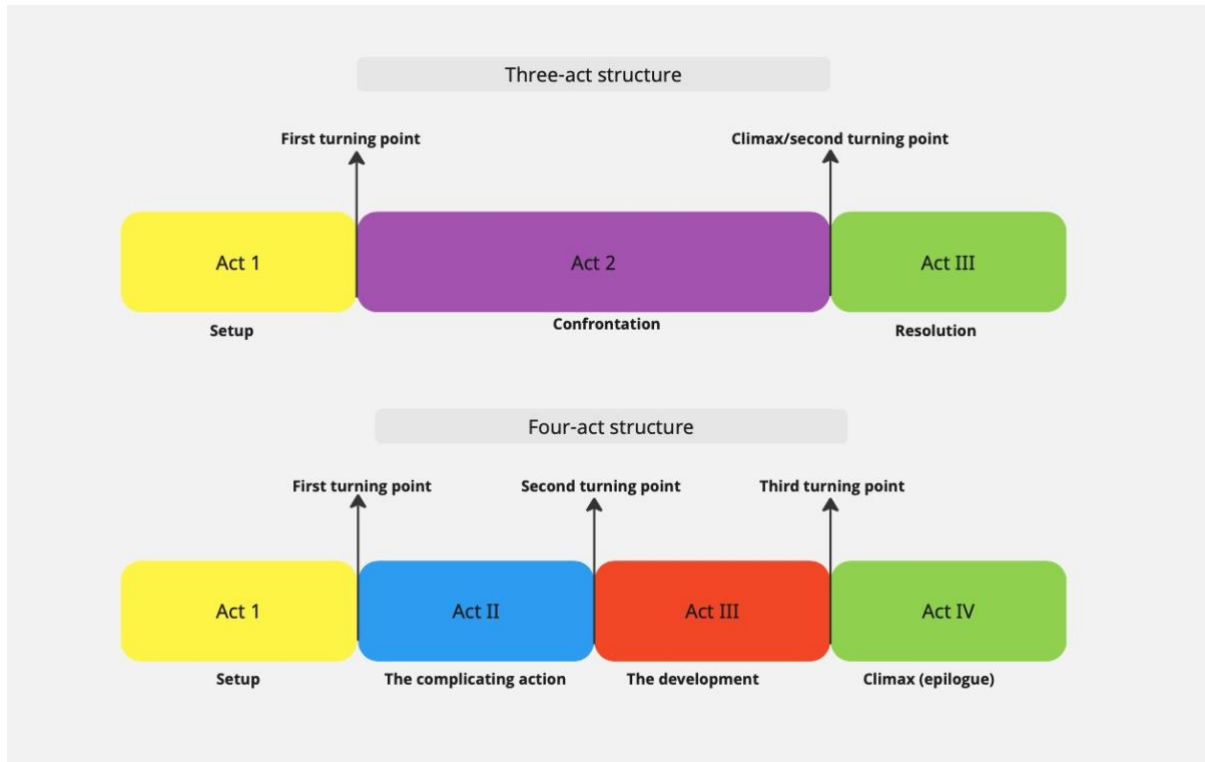 Three-act structure
First turning point
Climax/second turning point
Act 1
Act 2
Act III
Setup
Confrontation
Resolution
Four-act structure
First turning point
Second turning point
Third turning point
Act 1
Act II
Act III
Act IV
Setup
The complicating action
The development
Climax (epilogue)